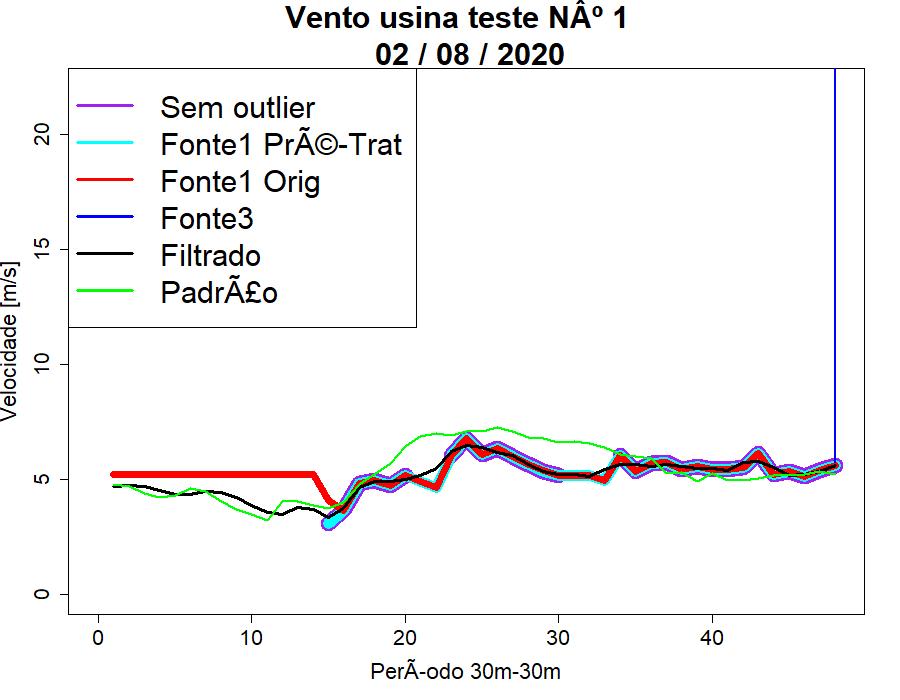 Vento usina teste NÂº 1
02 / 08 / 2020
Sem outlier
Fonte1 PrÃ©-Trat
Fonte1 Orig
Fonte3
Filtrado
PadrÃ£o
Velocidade [m/s]
20
15
10
5
0
0 10 20 30 40
PerÃ-odo 30m-30m